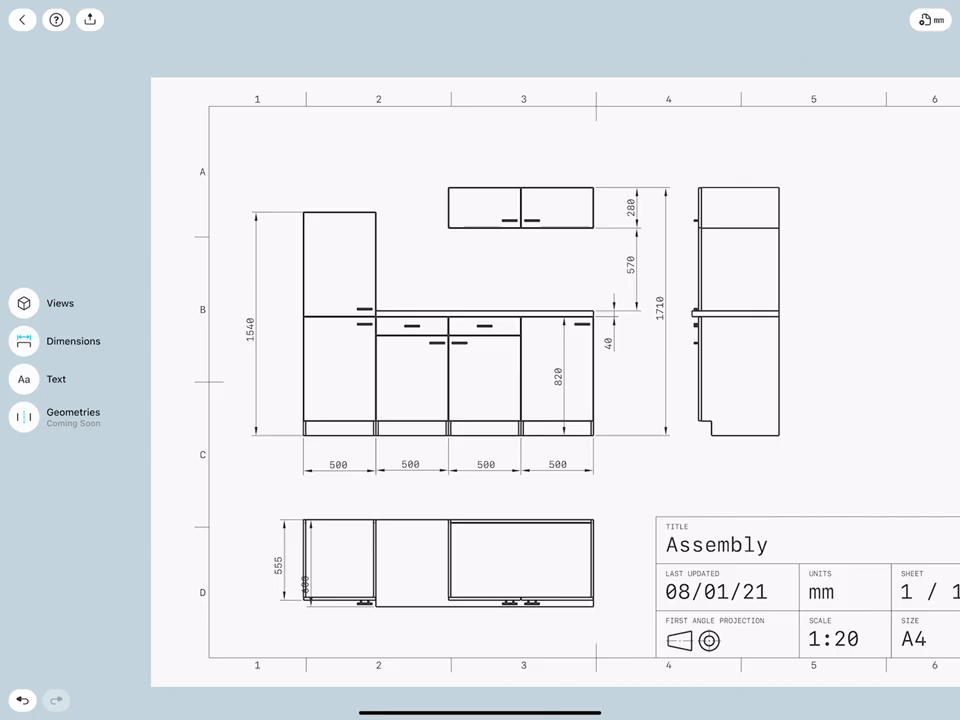 mm
1 2 3 4 5 6
A
280
570
Views
B
1710
1540
Dimensions
40
820
Aa Text
Geometries
Coming Soon
C
500 500 500 500
TITLE
Assembly
555
600
D
LAST UPDATED UNITS SHEET
08/01/21 mm 1 / 1
FIRST ANGLE PROJECTION SCALE SIZE
1:20 A4
1 2 3 4 5 6